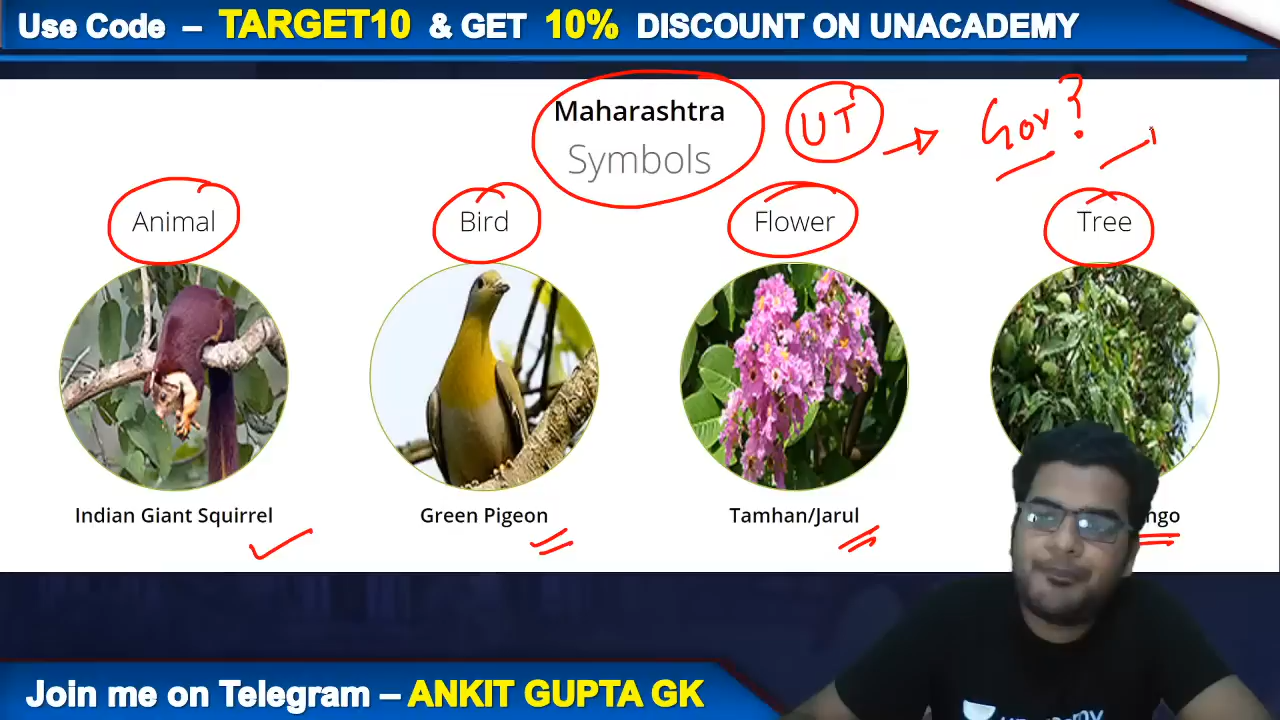 Use Code – TARGET10 & GET 10% DISCOUNT ON UNACADEMY
Maharashtra
Symbols
UT → Gov?
Animal
Bird
Flower
Tree
Indian Giant Squirrel
Green Pigeon
Tamhan/Jarul
ngo
Join me on Telegram – ANKIT GUPTA GK